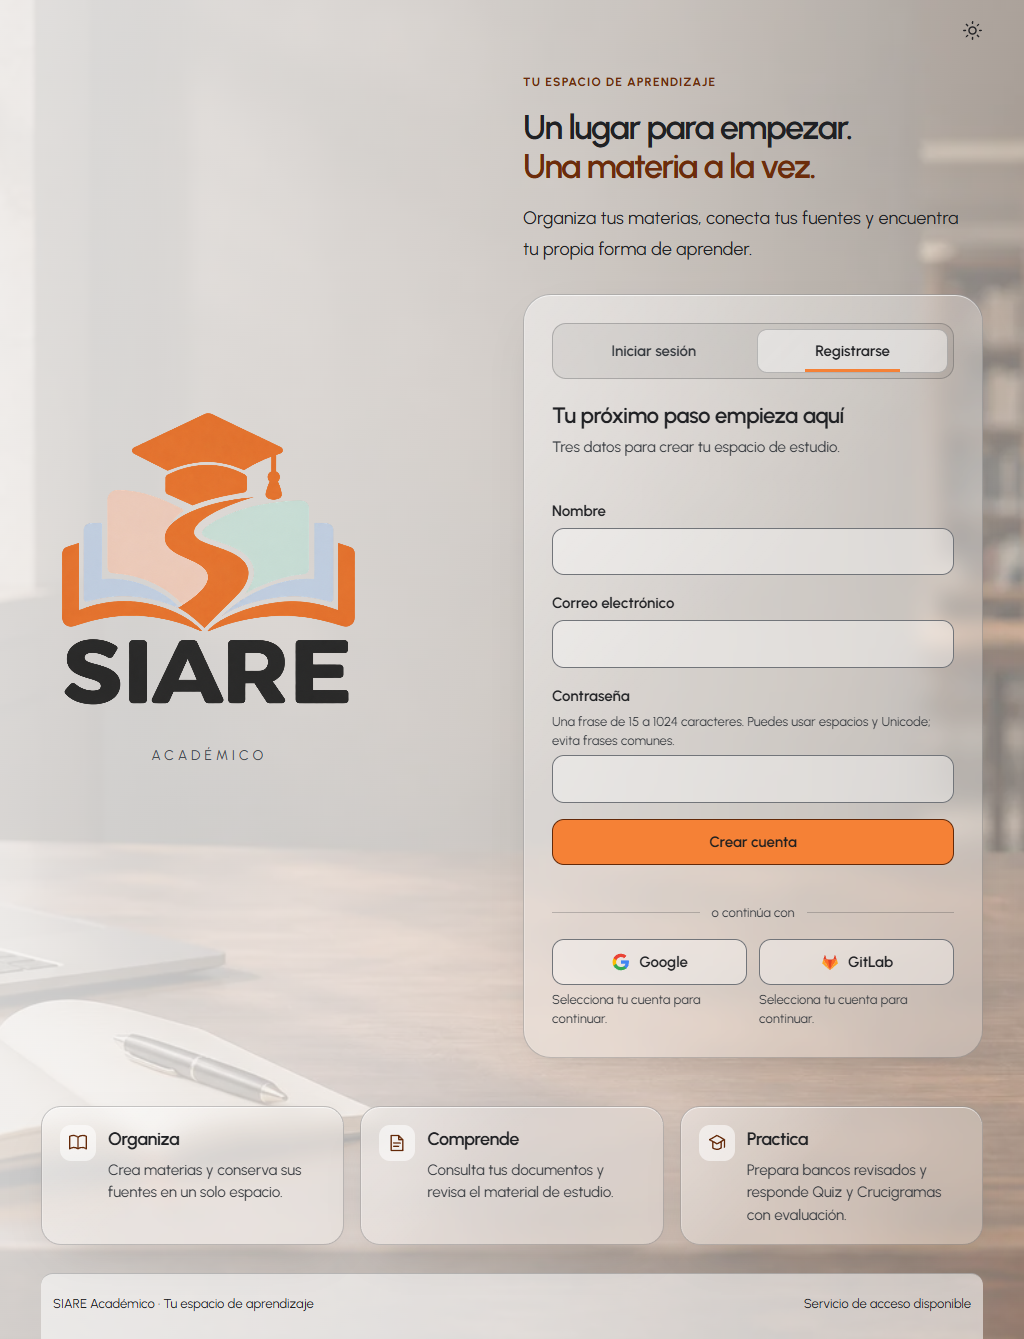 TU ESPACIO DE APRENDIZAJE
Un lugar para empezar.
Una materia a la vez.
Organiza tus materias, conecta tus fuentes y encuentra
tu propia forma de aprender.
SIARE
ACADÉMICO
Iniciar sesión
Registrarse
Tu próximo paso empieza aquí
Tres datos para crear tu espacio de estudio.
Nombre
Correo electrónico
Contraseña
Una frase de 15 a 1024 caracteres. Puedes usar espacios y Unicode;
evita frases comunes.
Crear cuenta
o continúa con
Google
GitLab
Selecciona tu cuenta para
continuar.
Selecciona tu cuenta para
continuar.
Organiza
Crea materias y conserva sus
fuentes en un solo espacio.
Comprende
Consulta tus documentos y
revisa el material de estudio.
Practica
Prepara bancos revisados y
responde Quiz y Crucigramas
con evaluación.
SIARE Académico · Tu espacio de aprendizaje
Servicio de acceso disponible